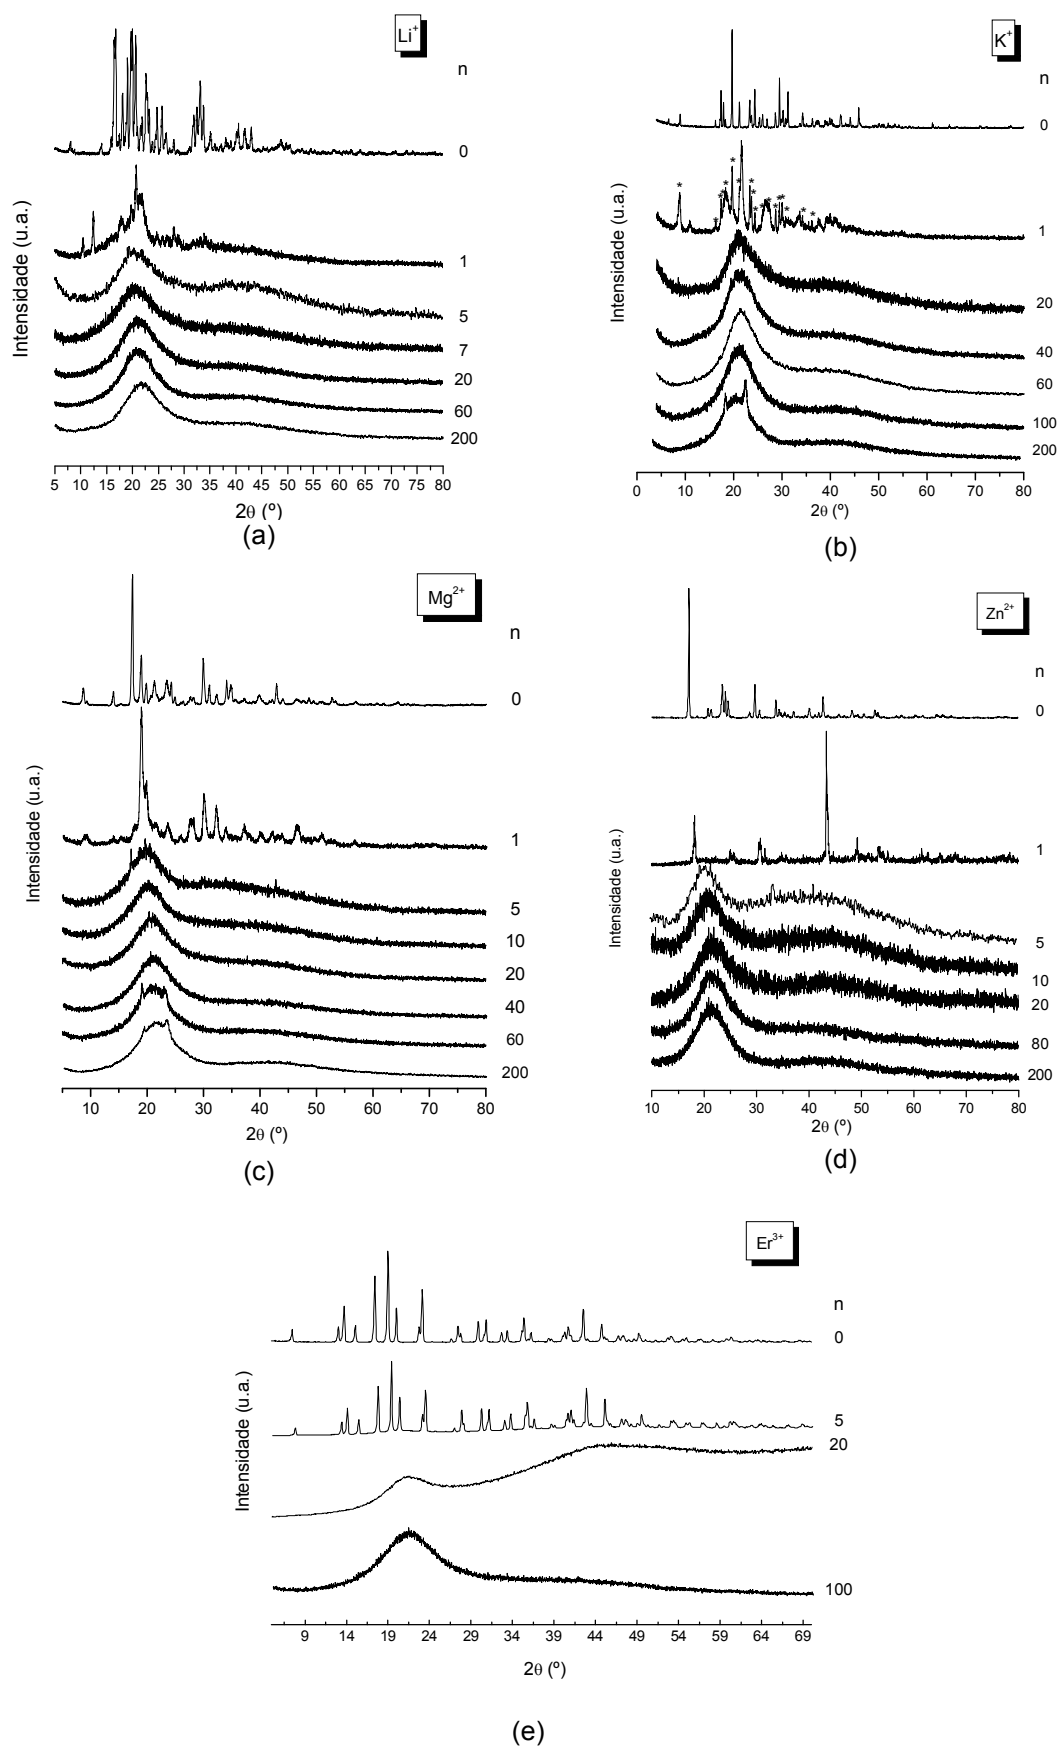 Li+
n
0
1
5
7
20
60
200
Intensidade (u.a.)
5 10 15 20 25 30 35 40 45 50 55 60 65 70 75 80
2θ (º)
(a)
K+
n
0
* * * * * * * * * * * * * * * *
1
20
40
60
100
200
Intensidade (u.a.)
0 10 20 30 40 50 60 70 80
2θ (º)
(b)
Mg2+
n
0
1
5
10
20
40
60
200
Intensidade (u.a.)
10 20 30 40 50 60 70 80
2θ (º)
(c)
Zn2+
n
0
1
5
10
20
80
200
Intensidade (u.a.)
10 20 30 40 50 60 70 80
2θ (º)
(d)
Er3+
n
0
5
20
100
Intensidade (u.a.)
9 14 19 24 29 34 39 44 49 54 59 64 69
2θ (º)
(e)